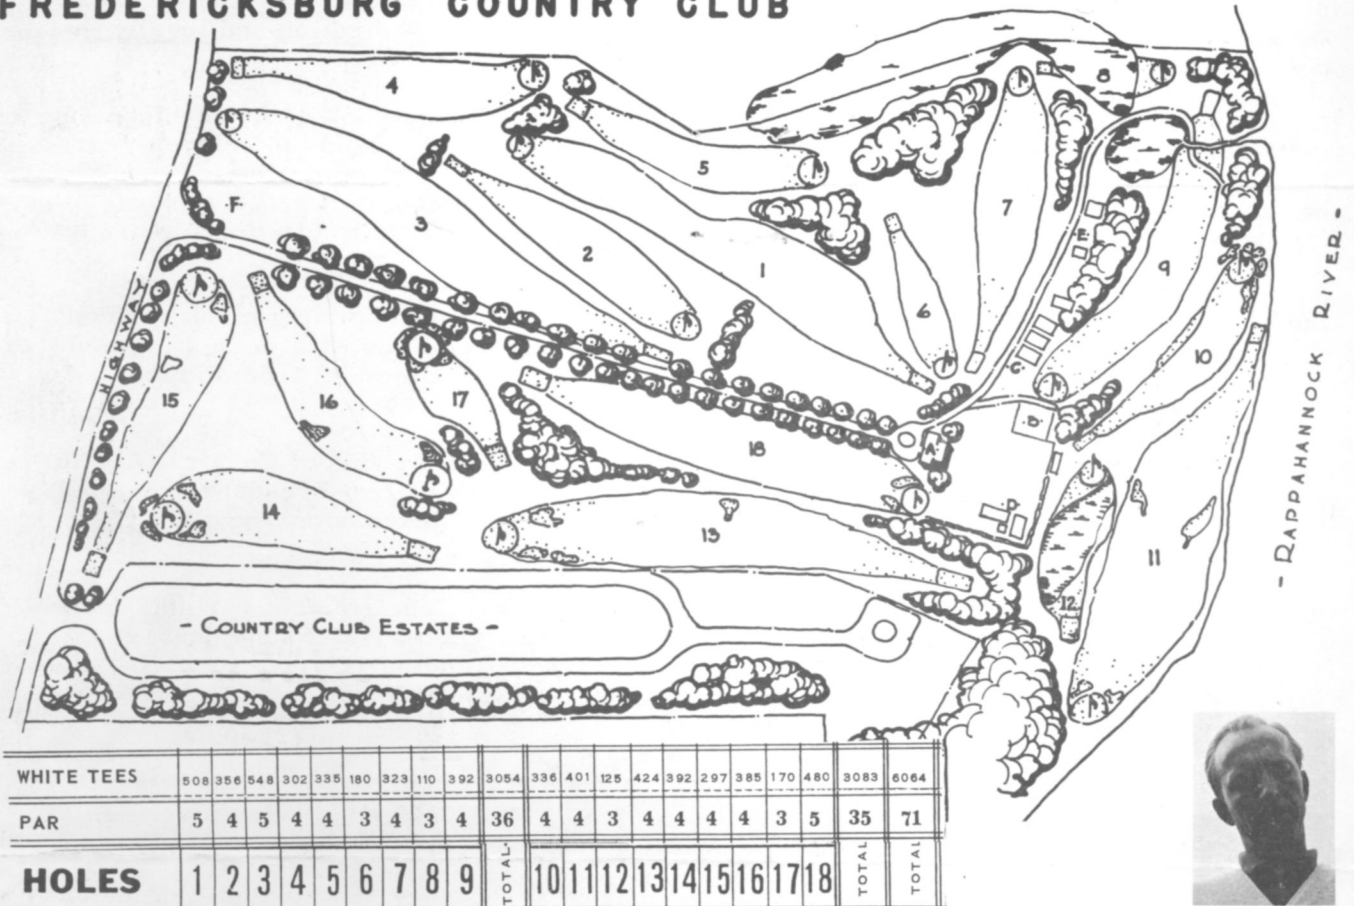 FREDERICKSBURG COUNTRY CLUB
4
8
5
F.
3
2
1
7
E.
9
6
10
- RAPPAHANNOCK RIVER -
HIGHWAY
15
16
17
G.
D
18
A
14
13
D
11
12
- COUNTRY CLUB ESTATES -
WHITE TEES 508 356 548 302 335 180 323 110 392 3054 336 401 125 424 392 297 385 170 480 3083 6064
PAR 5 4 5 4 4 3 4 3 4 36 4 4 3 4 4 4 4 3 5 35 71
HOLES 1 2 3 4 5 6 7 8 9 TOTAL 10 11 12 13 14 15 16 17 18 TOTAL TOTAL